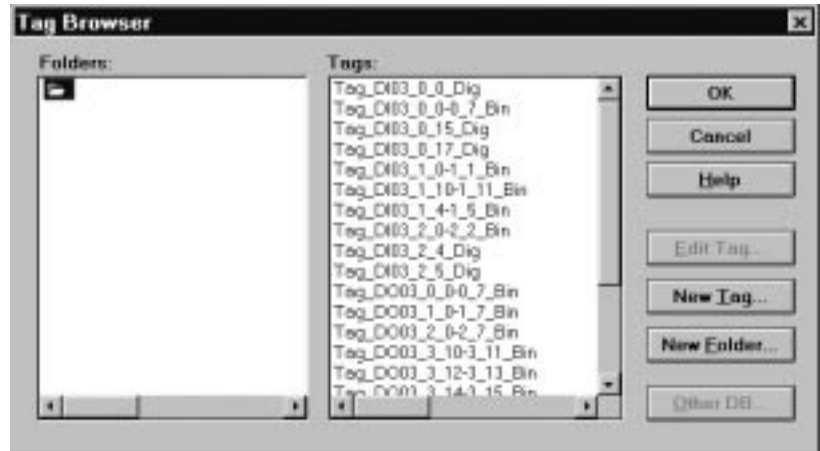 Tag Browser
Folders:
Tags:
Tag_DI03_0_0_Dig
Tag_DI03_0_0-0_7_Bin
Tag_DI03_0_15_Dig
Tag_DI03_0_17_Dig
Tag_DI03_1_0-1_1_Bin
Tag_DI03_1_10-1_11_Bin
Tag_DI03_1_4-1_5_Bin
Tag_DI03_2_0-2_2_Bin
Tag_DI03_2_4_Dig
Tag_DI03_2_5_Dig
Tag_DO03_0_0-0_7_Bin
Tag_DO03_1_0-1_7_Bin
Tag_DO03_2_0-2_7_Bin
Tag_DO03_3_10-3_11_Bin
Tag_DO03_3_12-3_13_Bin
Tag_DO03_3_14-3_15_Bin
OK
Cancel
Help
Edit Tag...
New Tag...
New Folder...
Other DB...